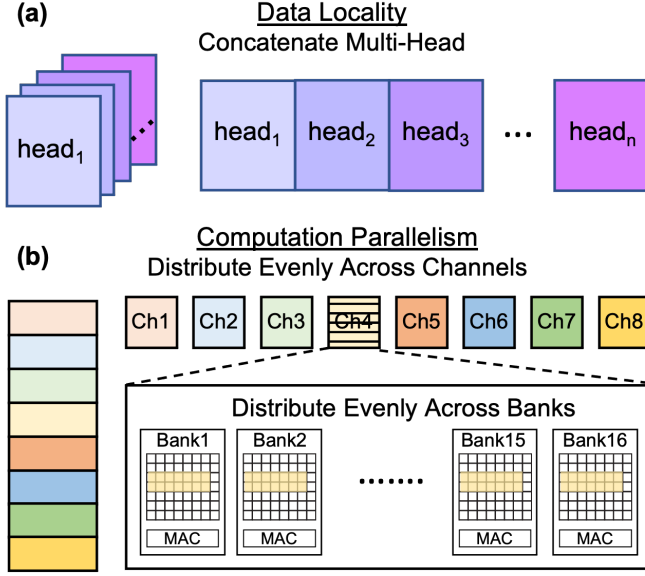 (a)
Data Locality
Concatenate Multi-Head
head₁
head₁ head₂ head₃ ... headₙ
(b)
Computation Parallelism
Distribute Evenly Across Channels
Ch1 Ch2 Ch3 Ch4 Ch5 Ch6 Ch7 Ch8
Distribute Evenly Across Banks
Bank1 Bank2 Bank15 Bank16
MAC MAC MAC MAC